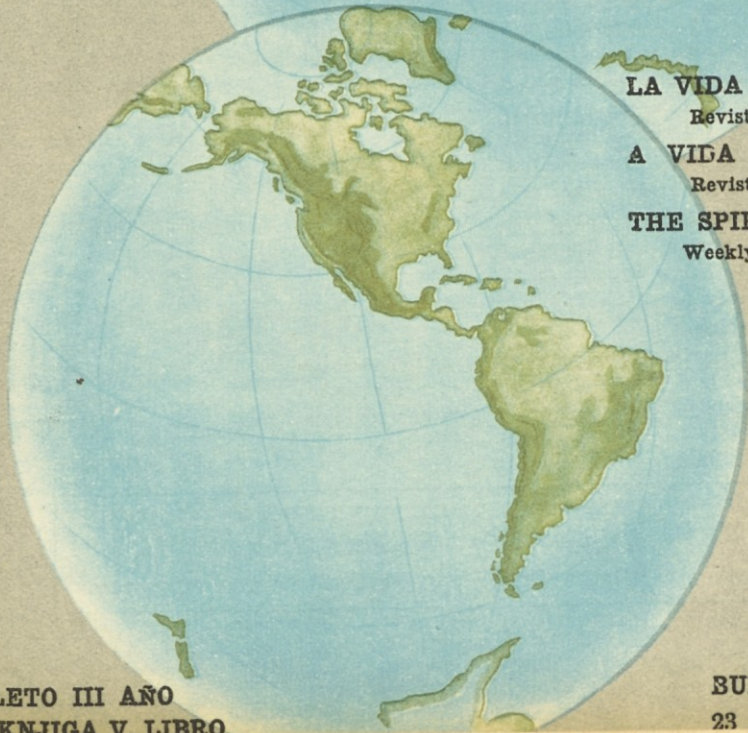 LA VIDA
Revist
A VIDA
Revist
THE SPI
Weekly
LETO III AÑO
KNJIGA V. LIBRO
BU
23